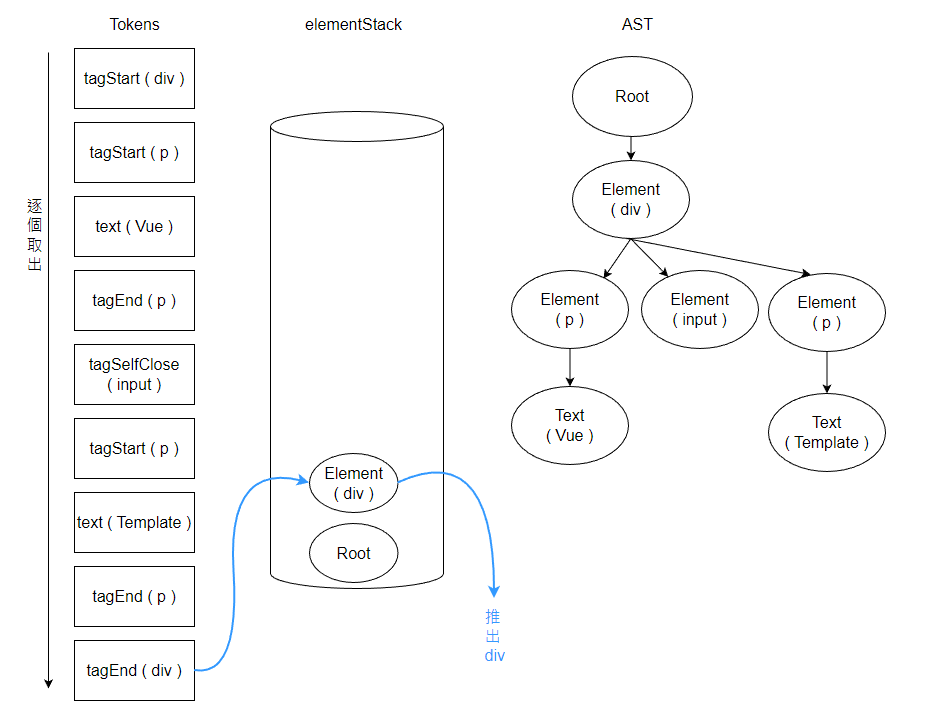 Tokens
elementStack
AST
逐
個
取
出
tagStart ( div )
tagStart ( p )
text ( Vue )
tagEnd ( p )
tagSelfClose
( input )
tagStart ( p )
text ( Template )
tagEnd ( p )
tagEnd ( div )
Element
( div )
Root
推
出
div
Root
Element
( div )
Element
( p )
Element
( input )
Element
( p )
Text
( Vue )
Text
( Template )